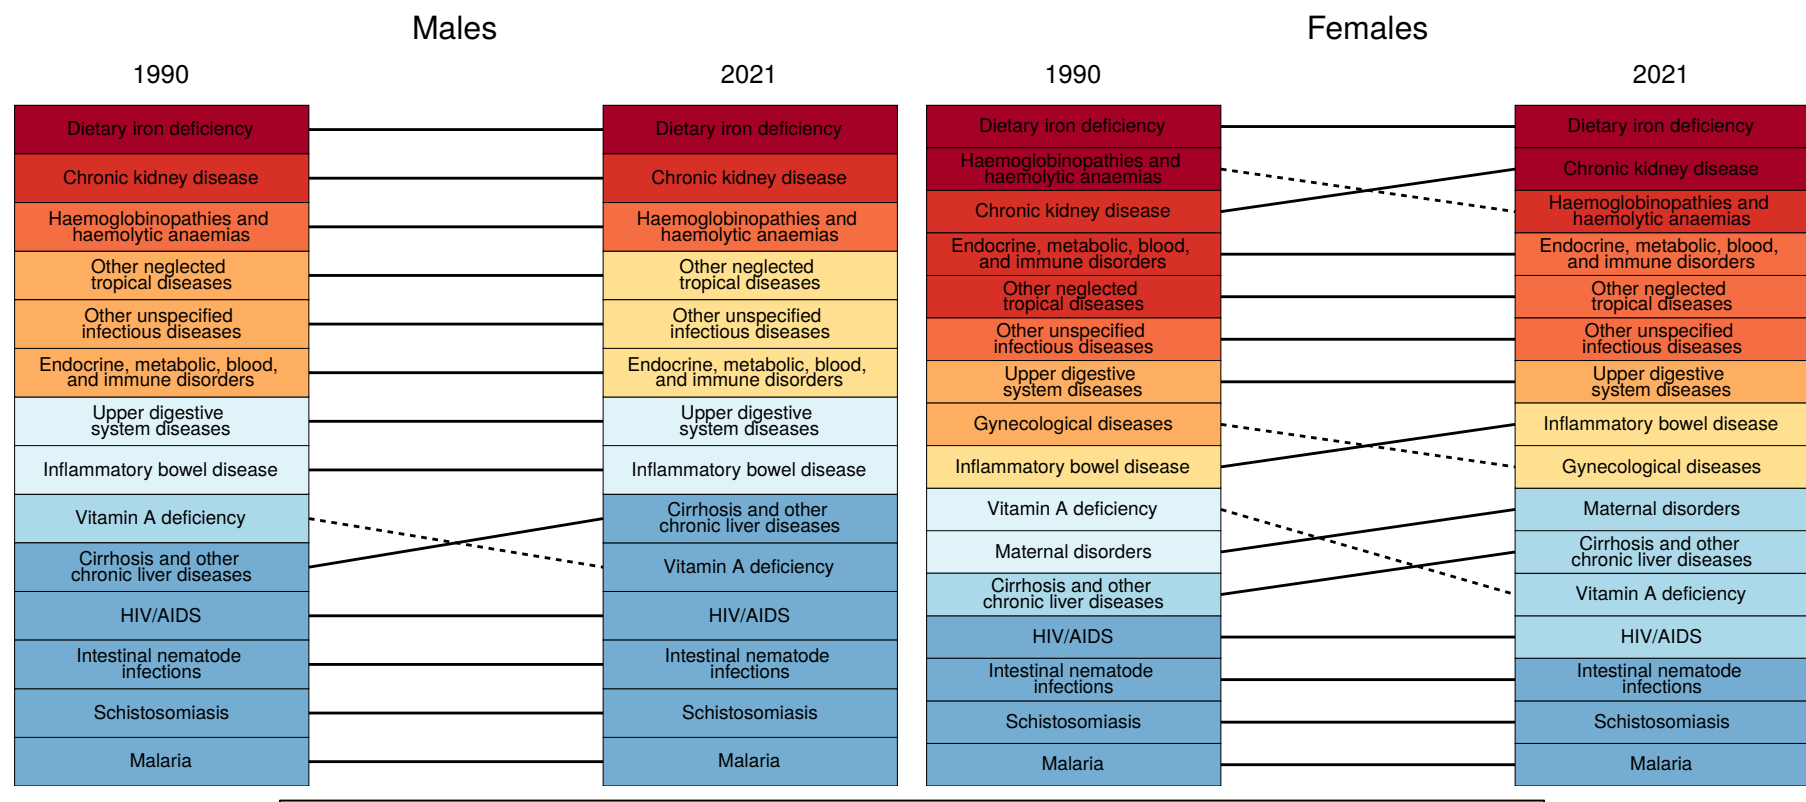 Males
1990
2021
Dietary iron deficiency
Chronic kidney disease
Haemoglobinopathies and
haemolytic anaemias
Other neglected
tropical diseases
Other unspecified
infectious diseases
Endocrine, metabolic, blood,
and immune disorders
Upper digestive
system diseases
Inflammatory bowel disease
Vitamin A deficiency
Cirrhosis and other
chronic liver diseases
HIV/AIDS
Intestinal nematode
infections
Schistosomiasis
Malaria
Dietary iron deficiency
Chronic kidney disease
Haemoglobinopathies and
haemolytic anaemias
Other neglected
tropical diseases
Other unspecified
infectious diseases
Endocrine, metabolic, blood,
and immune disorders
Upper digestive
system diseases
Inflammatory bowel disease
Cirrhosis and other
chronic liver diseases
Vitamin A deficiency
HIV/AIDS
Intestinal nematode
infections
Schistosomiasis
Malaria
Females
1990
2021
Dietary iron deficiency
Haemoglobinopathies and
haemolytic anaemias
Chronic kidney disease
Endocrine, metabolic, blood,
and immune disorders
Other neglected
tropical diseases
Other unspecified
infectious diseases
Upper digestive
system diseases
Gynecological diseases
Inflammatory bowel disease
Vitamin A deficiency
Maternal disorders
Cirrhosis and other
chronic liver diseases
HIV/AIDS
Intestinal nematode
infections
Schistosomiasis
Malaria
Dietary iron deficiency
Chronic kidney disease
Haemoglobinopathies and
haemolytic anaemias
Endocrine, metabolic, blood,
and immune disorders
Other neglected
tropical diseases
Other unspecified
infectious diseases
Upper digestive
system diseases
Inflammatory bowel disease
Gynecological diseases
Maternal disorders
Cirrhosis and other
chronic liver diseases
Vitamin A deficiency
HIV/AIDS
Intestinal nematode
infections
Schistosomiasis
Malaria